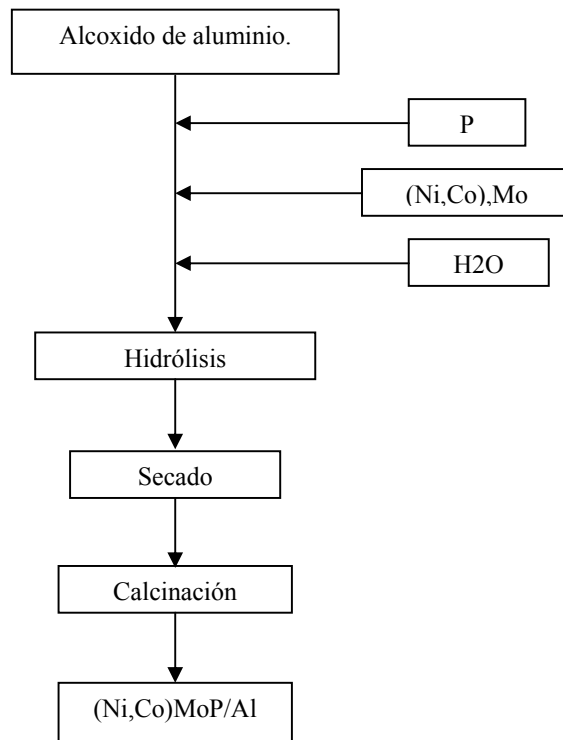 Alcoxido de aluminio.
P
(Ni,Co),Mo
H2O
Hidrólisis
Secado
Calcinación
(Ni,Co)MoP/Al